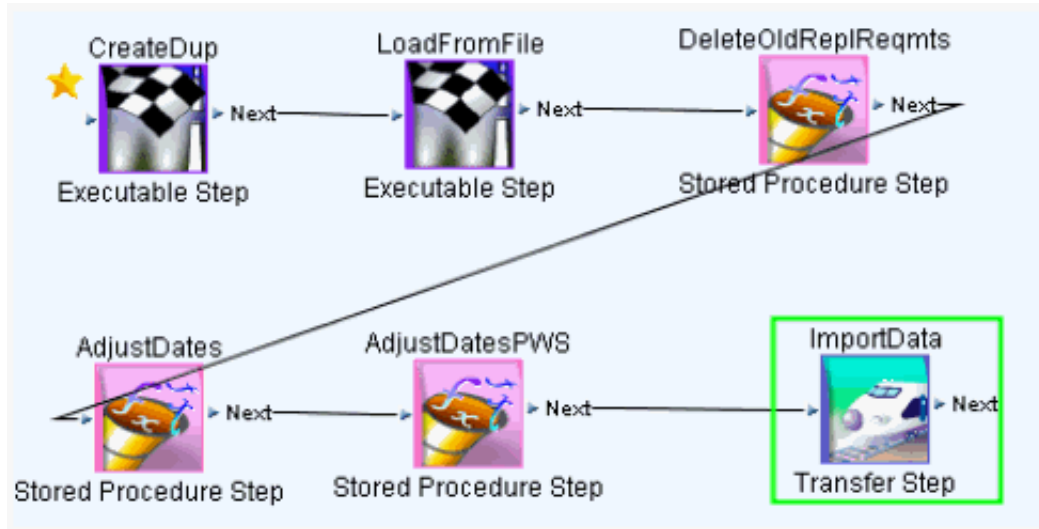 CreateDup
Next
Executable Step
LoadFromFile
Next
Executable Step
DeleteOldReplReqmts
Next
Stored Procedure Step
AdjustDates
Next
Stored Procedure Step
AdjustDatesPWS
Next
Stored Procedure Step
ImportData
Next
Transfer Step